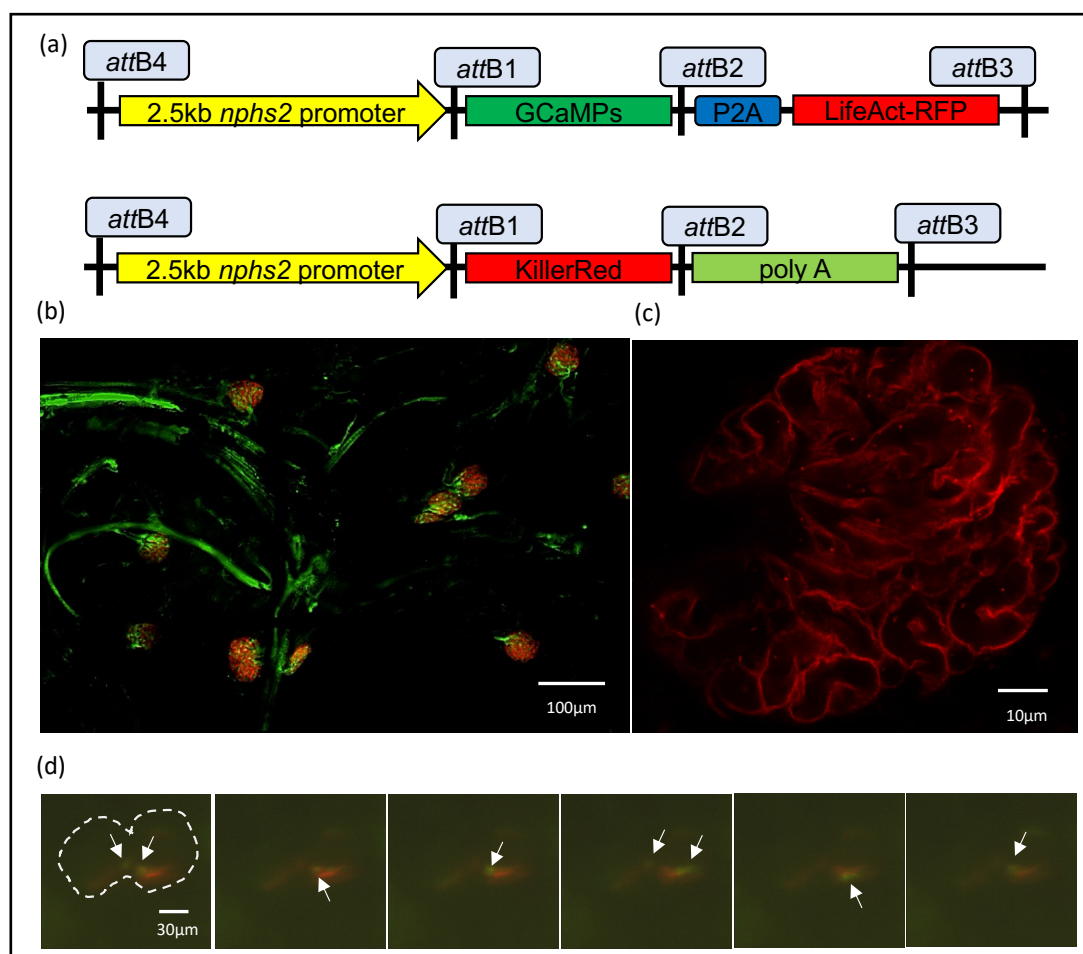 (a)
attB4
attB1
attB2
attB3
2.5kb nphs2 promoter
GCaMPs
P2A
LifeAct-RFP
attB4
attB1
attB2
attB3
2.5kb nphs2 promoter
KillerRed
poly A
(b)
(c)
100µm
10µm
(d)
30µm